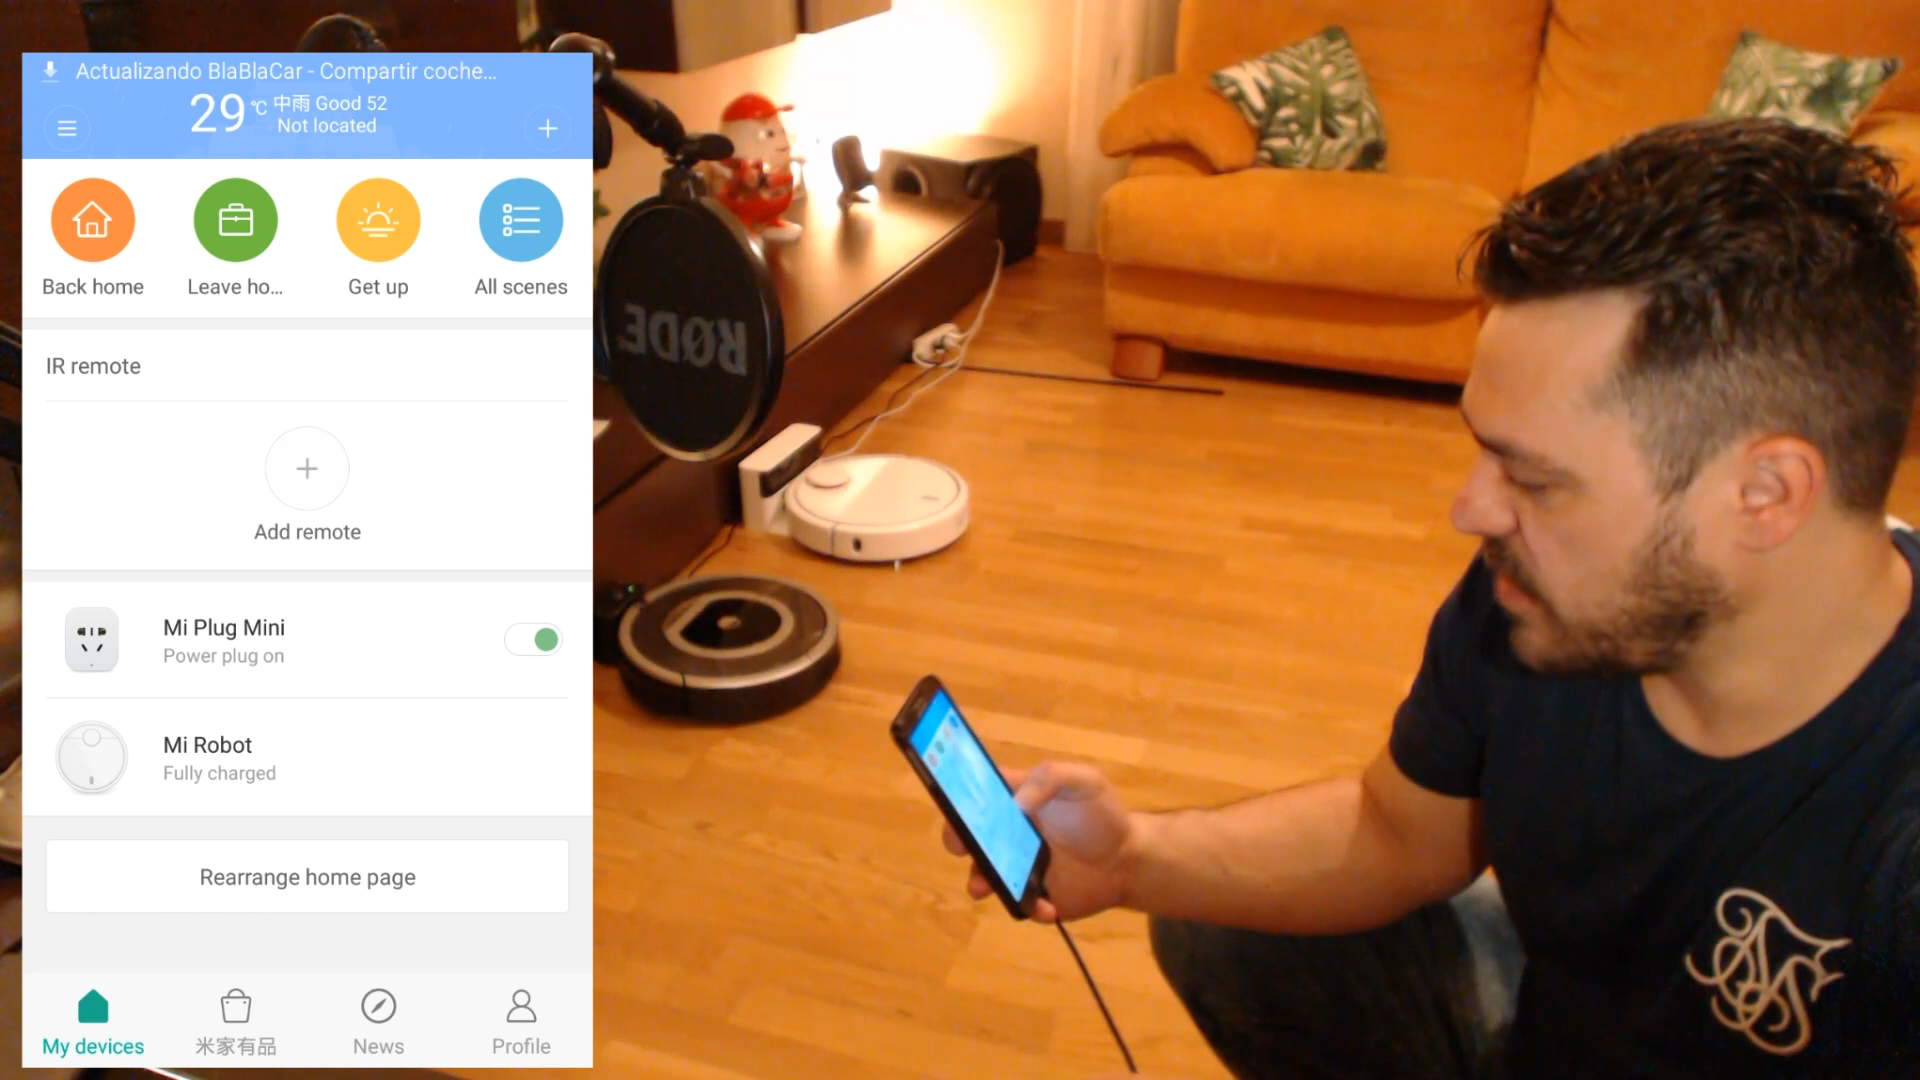 Actualizando BlaBlaCar - Compartir coche...
29 °C 中雨 Good 52
Not located
Back home
Leave ho...
Get up
All scenes
IR remote
Add remote
Mi Plug Mini
Power plug on
Mi Robot
Fully charged
Rearrange home page
My devices
米家有品
News
Profile
RØDE